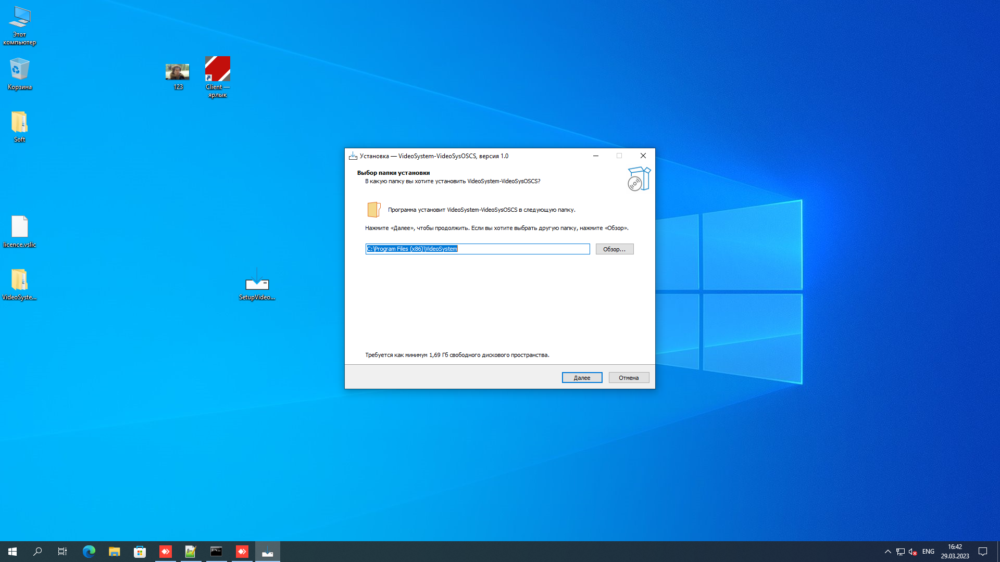 Этот
компьютер
Корзина
123
Client —
ярлык
Soft
licence.vslic
VideoSyste...
SetupVideo...
Установка — VideoSystem-VideoSysOSCS, версия 1.0
Выбор папки установки
В какую папку вы хотите установить VideoSystem-VideoSysOSCS?
Программа установит VideoSystem-VideoSysOSCS в следующую папку.
Нажмите «Далее», чтобы продолжить. Если вы хотите выбрать другую папку, нажмите «Обзор».
C:\Program Files (x86)\VideoSystem
Обзор...
Требуется как минимум 1,69 Гб свободного дискового пространства.
Далее
Отмена
ENG
16:42
29.03.2023